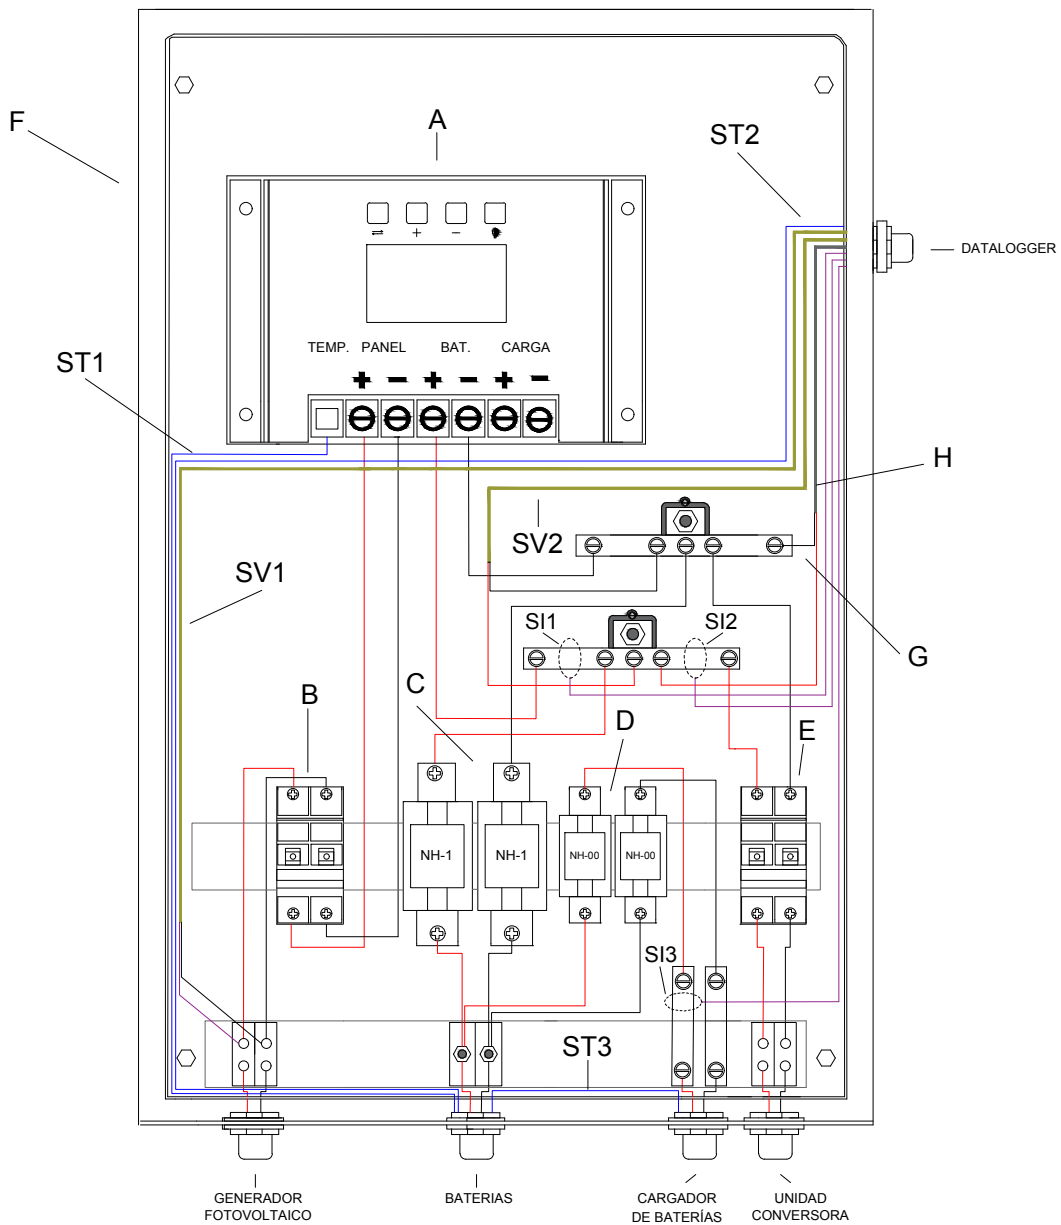 F
A
ST2
DATALOGGER
+
−
TEMP. PANEL BAT. CARGA
+ − + − + −
ST1
H
SV2
SV1
SI1
SI2
G
B
C
D
E
NH-1
NH-1
NH-00
NH-00
SI3
ST3
GENERADOR
FOTOVOLTAICO
BATERIAS
CARGADOR
DE BATERÍAS
UNIDAD
CONVERSORA